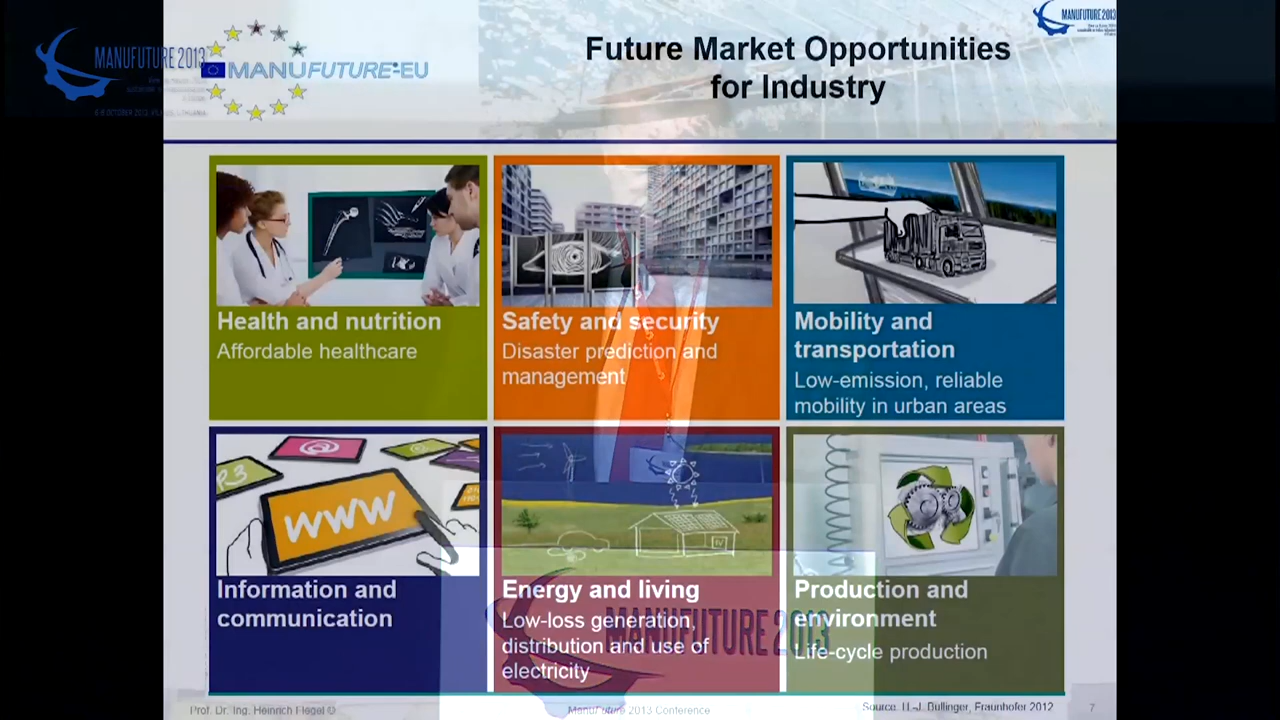 MANUFUTURE 2013
MANUFUTURE-EU
MANUFUTURE 2013
Future Market Opportunities
for Industry
Health and nutrition
Affordable healthcare
Safety and security
Disaster prediction and
management
Mobility and
transportation
Low-emission, reliable
mobility in urban areas
www
Information and
communication
Energy and living
Low-loss generation,
distribution and use of
electricity
Production and
environment
Life-cycle production
MANUFUTURE 2013
Prof. Dr. Ing. Heinrich Flegel ©
ManuFuture 2013 Conference
Source: H.-J. Bullinger, Fraunhofer 2012
7